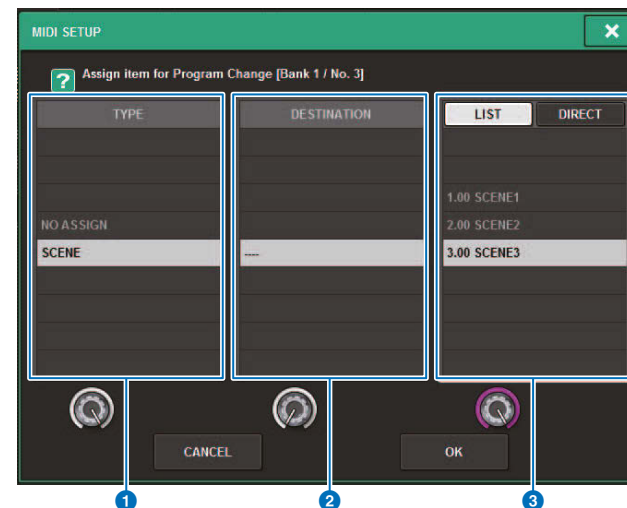 MIDI SETUP
×
? Assign item for Program Change [Bank 1 / No. 3]
TYPE DESTINATION LIST DIRECT
1.00 SCENE1
NO ASSIGN 2.00 SCENE2
SCENE ---- 3.00 SCENE3
CANCEL OK
1 2 3